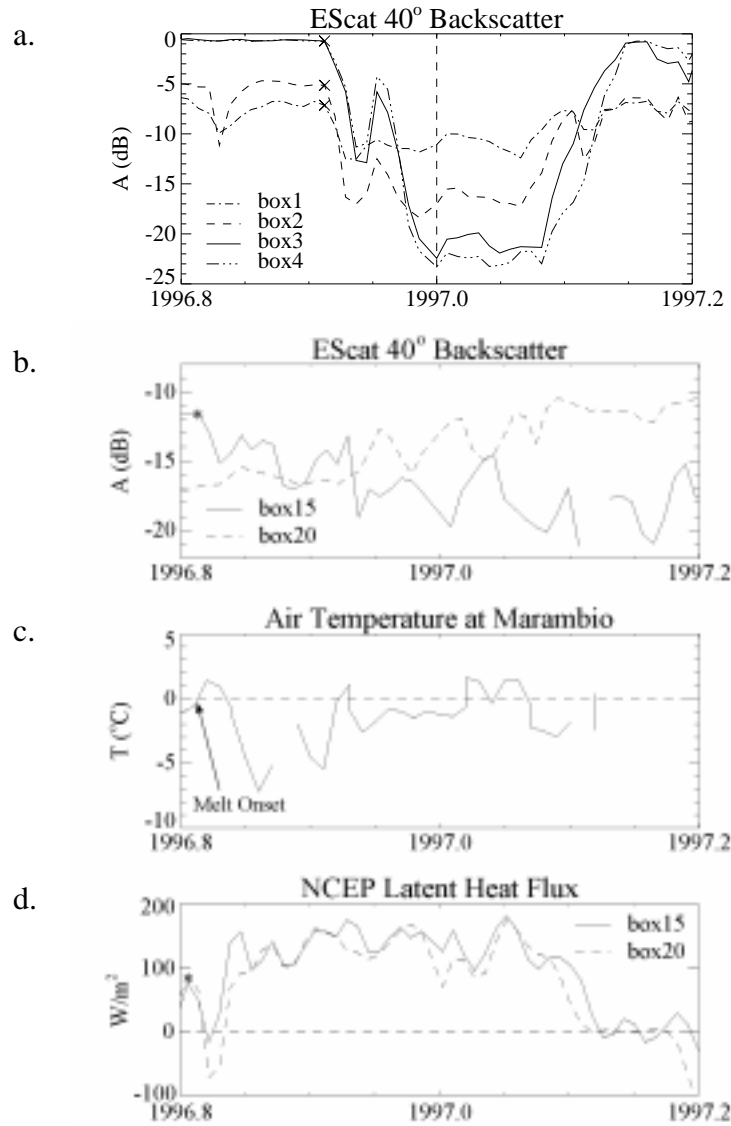 a.
EScat 40° Backscatter
0
-5
-10
-15
-20
-25
A (dB)
box1
box2
box3
box4
1996.8 1997.0 1997.2
b.
EScat 40° Backscatter
-10
-15
-20
A (dB)
box15
box20
1996.8 1997.0 1997.2
c.
Air Temperature at Marambio
5
0
-5
-10
T (°C)
Melt Onset
1996.8 1997.0 1997.2
d.
NCEP Latent Heat Flux
200
100
0
-100
W/m²
box15
box20
1996.8 1997.0 1997.2